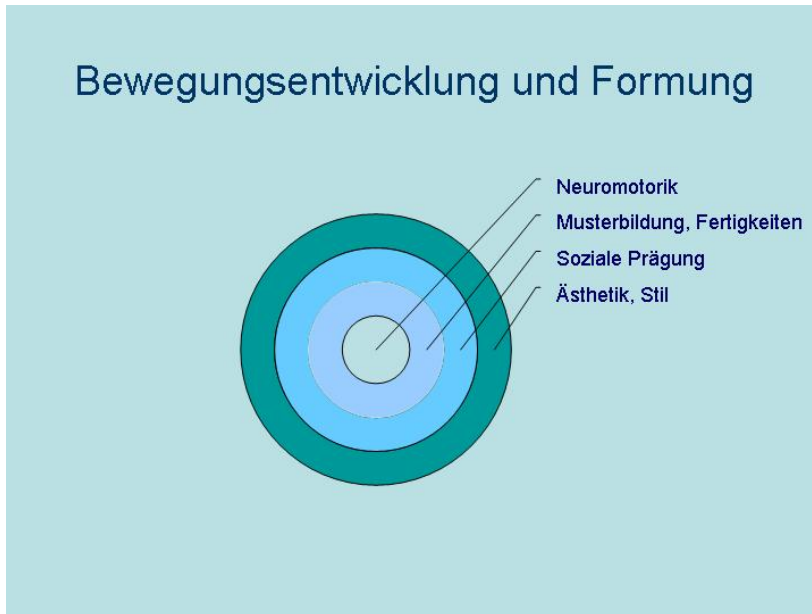 Bewegungsentwicklung und Formung
Neuromotorik
Musterbildung, Fertigkeiten
Soziale Prägung
Ästhetik, Stil